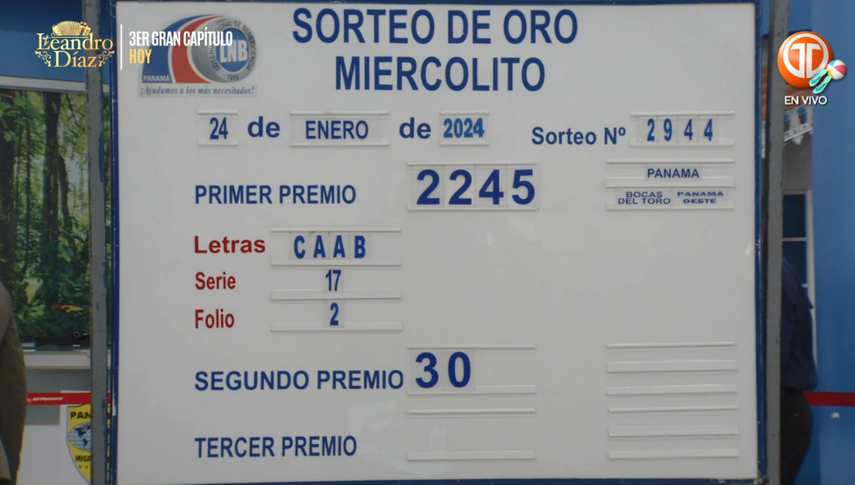 Leandro
Díaz
3ER GRAN CAPÍTULO
HOY
EN VIVO
LNB
PANAMÁ
1919
¡Ayudamos a los más necesitados!
SORTEO DE ORO
MIERCOLITO
24 de ENERO de 2024 Sorteo Nº 2944
PRIMER PREMIO 2245
PANAMA
BOCAS DEL TORO
PANAMÁ OESTE
Letras CAAB
Serie 17
Folio 2
SEGUNDO PREMIO 30
TERCER PREMIO